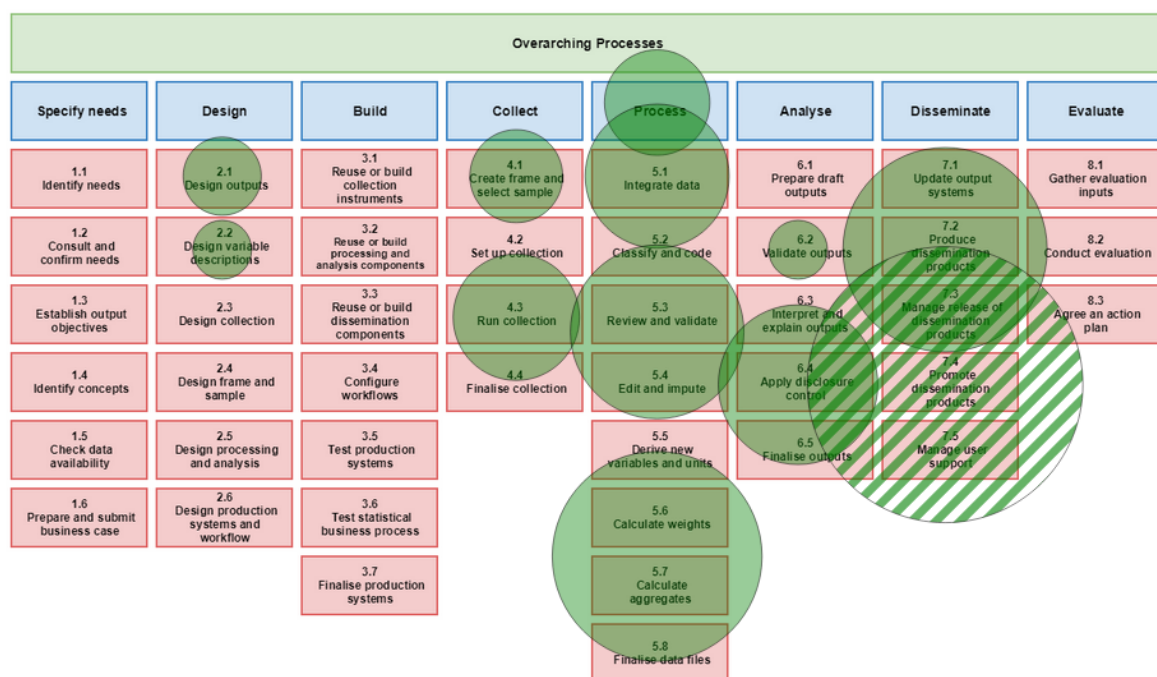 Overarching Processes
Specify needs
Design
Build
Collect
Process
Analyse
Disseminate
Evaluate
1.1
Identify needs
1.2
Consult and
confirm needs
1.3
Establish output
objectives
1.4
Identify concepts
1.5
Check data
availability
1.6
Prepare and submit
business case
2.1
Design outputs
2.2
Design variable
descriptions
2.3
Design collection
2.4
Design frame and
sample
2.5
Design processing
and analysis
2.6
Design production
systems and
workflow
3.1
Reuse or build
collection
instruments
3.2
Reuse or build
processing and
analysis components
3.3
Reuse or build
dissemination
components
3.4
Configure
workflows
3.5
Test production
systems
3.6
Test statistical
business process
3.7
Finalise production
systems
4.1
Create frame and
select sample
4.2
Set up collection
4.3
Run collection
4.4
Finalise collection
5.1
Integrate data
5.2
Classify and code
5.3
Review and validate
5.4
Edit and impute
5.5
Derive new
variables and units
5.6
Calculate weights
5.7
Calculate
aggregates
5.8
Finalise data files
6.1
Prepare draft
outputs
6.2
Validate outputs
6.3
Interpret and
explain outputs
6.4
Apply disclosure
control
6.5
Finalise outputs
7.1
Update output
systems
7.2
Produce
dissemination
products
7.3
Manage release of
dissemination
products
7.4
Promote
dissemination
products
7.5
Manage user
support
8.1
Gather evaluation
inputs
8.2
Conduct evaluation
8.3
Agree an action
plan